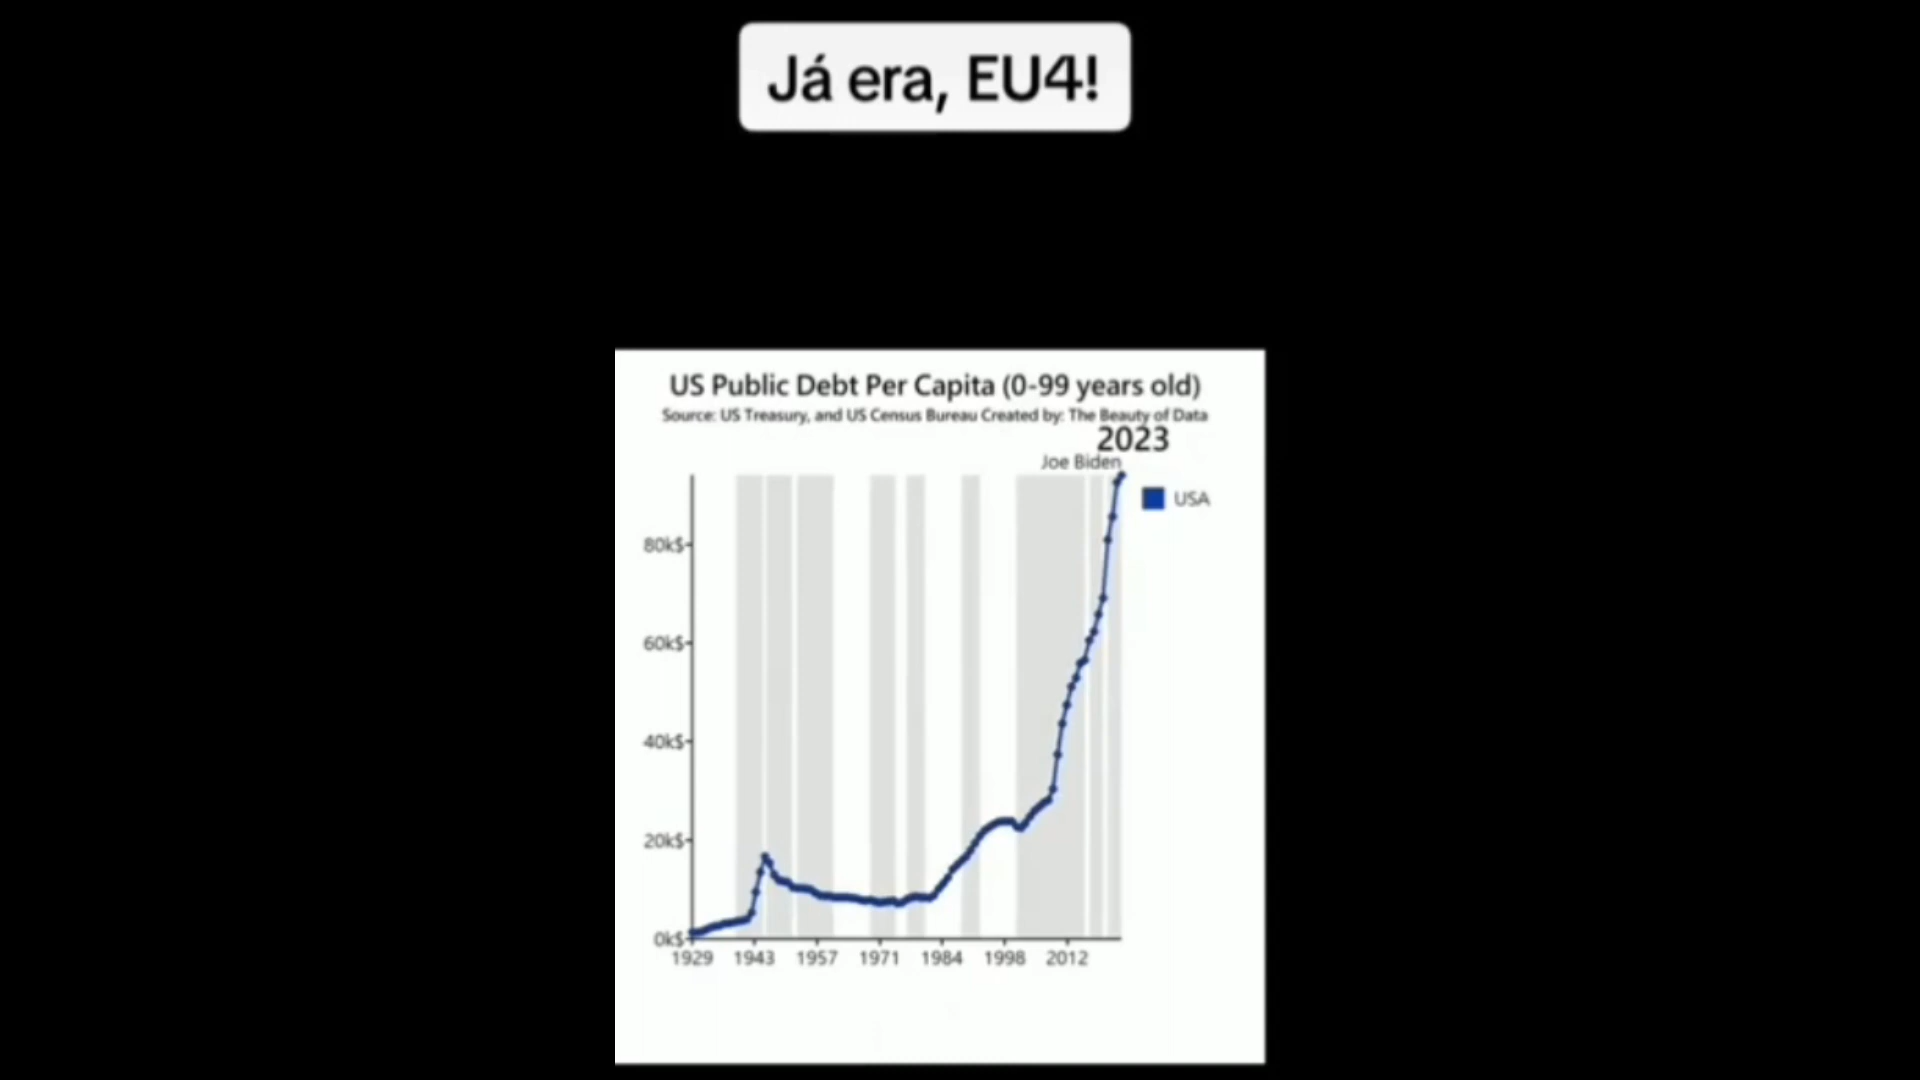 Já era, EU4!
US Public Debt Per Capita (0-99 years old)
Source: US Treasury, and US Census Bureau Created by: The Beauty of Data
2023
Joe Biden
USA
80k$
60k$
40k$
20k$
0k$
1929 1943 1957 1971 1984 1998 2012